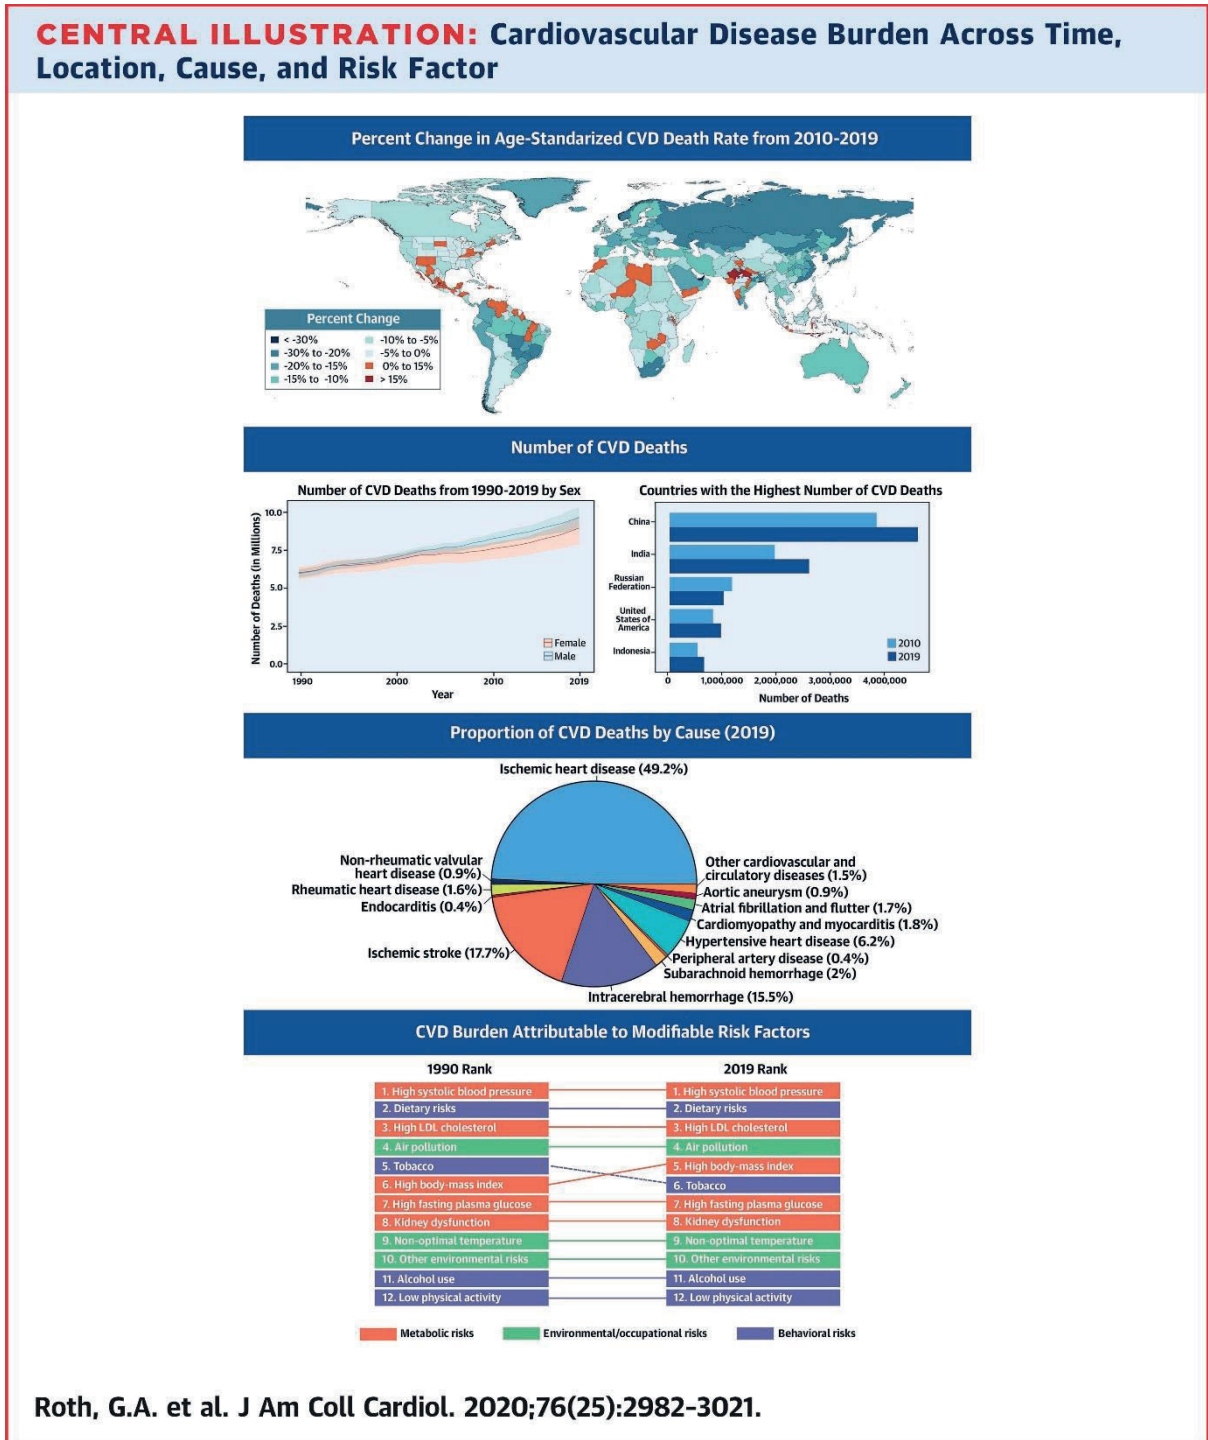 CENTRAL ILLUSTRATION: Cardiovascular Disease Burden Across Time,
Location, Cause, and Risk Factor
Percent Change in Age-Standarized CVD Death Rate from 2010-2019
Percent Change
< -30%
-30% to -20%
-20% to -15%
-15% to -10%
-10% to -5%
-5% to 0%
0% to 15%
> 15%
Number of CVD Deaths
Number of CVD Deaths from 1990-2019 by Sex
Number of Deaths (in Millions)
10.0
7.5
5.0
2.5
0.0
Female
Male
1990
2000
2010
2019
Year
Countries with the Highest Number of CVD Deaths
China
India
Russian
Federation
United
States of
America
Indonesia
2010
2019
0
1,000,000
2,000,000
3,000,000
4,000,000
Number of Deaths
Proportion of CVD Deaths by Cause (2019)
Ischemic heart disease (49.2%)
Non-rheumatic valvular
heart disease (0.9%)
Rheumatic heart disease (1.6%)
Endocarditis (0.4%)
Ischemic stroke (17.7%)
Intracerebral hemorrhage (15.5%)
Other cardiovascular and
circulatory diseases (1.5%)
Aortic aneurysm (0.9%)
Atrial fibrillation and flutter (1.7%)
Cardiomyopathy and myocarditis (1.8%)
Hypertensive heart disease (6.2%)
Peripheral artery disease (0.4%)
Subarachnoid hemorrhage (2%)
CVD Burden Attributable to Modifiable Risk Factors
1990 Rank
1. High systolic blood pressure
2. Dietary risks
3. High LDL cholesterol
4. Air pollution
5. Tobacco
6. High body-mass index
7. High fasting plasma glucose
8. Kidney dysfunction
9. Non-optimal temperature
10. Other environmental risks
11. Alcohol use
12. Low physical activity
2019 Rank
1. High systolic blood pressure
2. Dietary risks
3. High LDL cholesterol
4. Air pollution
5. High body-mass index
6. Tobacco
7. High fasting plasma glucose
8. Kidney dysfunction
9. Non-optimal temperature
10. Other environmental risks
11. Alcohol use
12. Low physical activity
Metabolic risks
Environmental/occupational risks
Behavioral risks
Roth, G.A. et al. J Am Coll Cardiol. 2020;76(25):2982-3021.